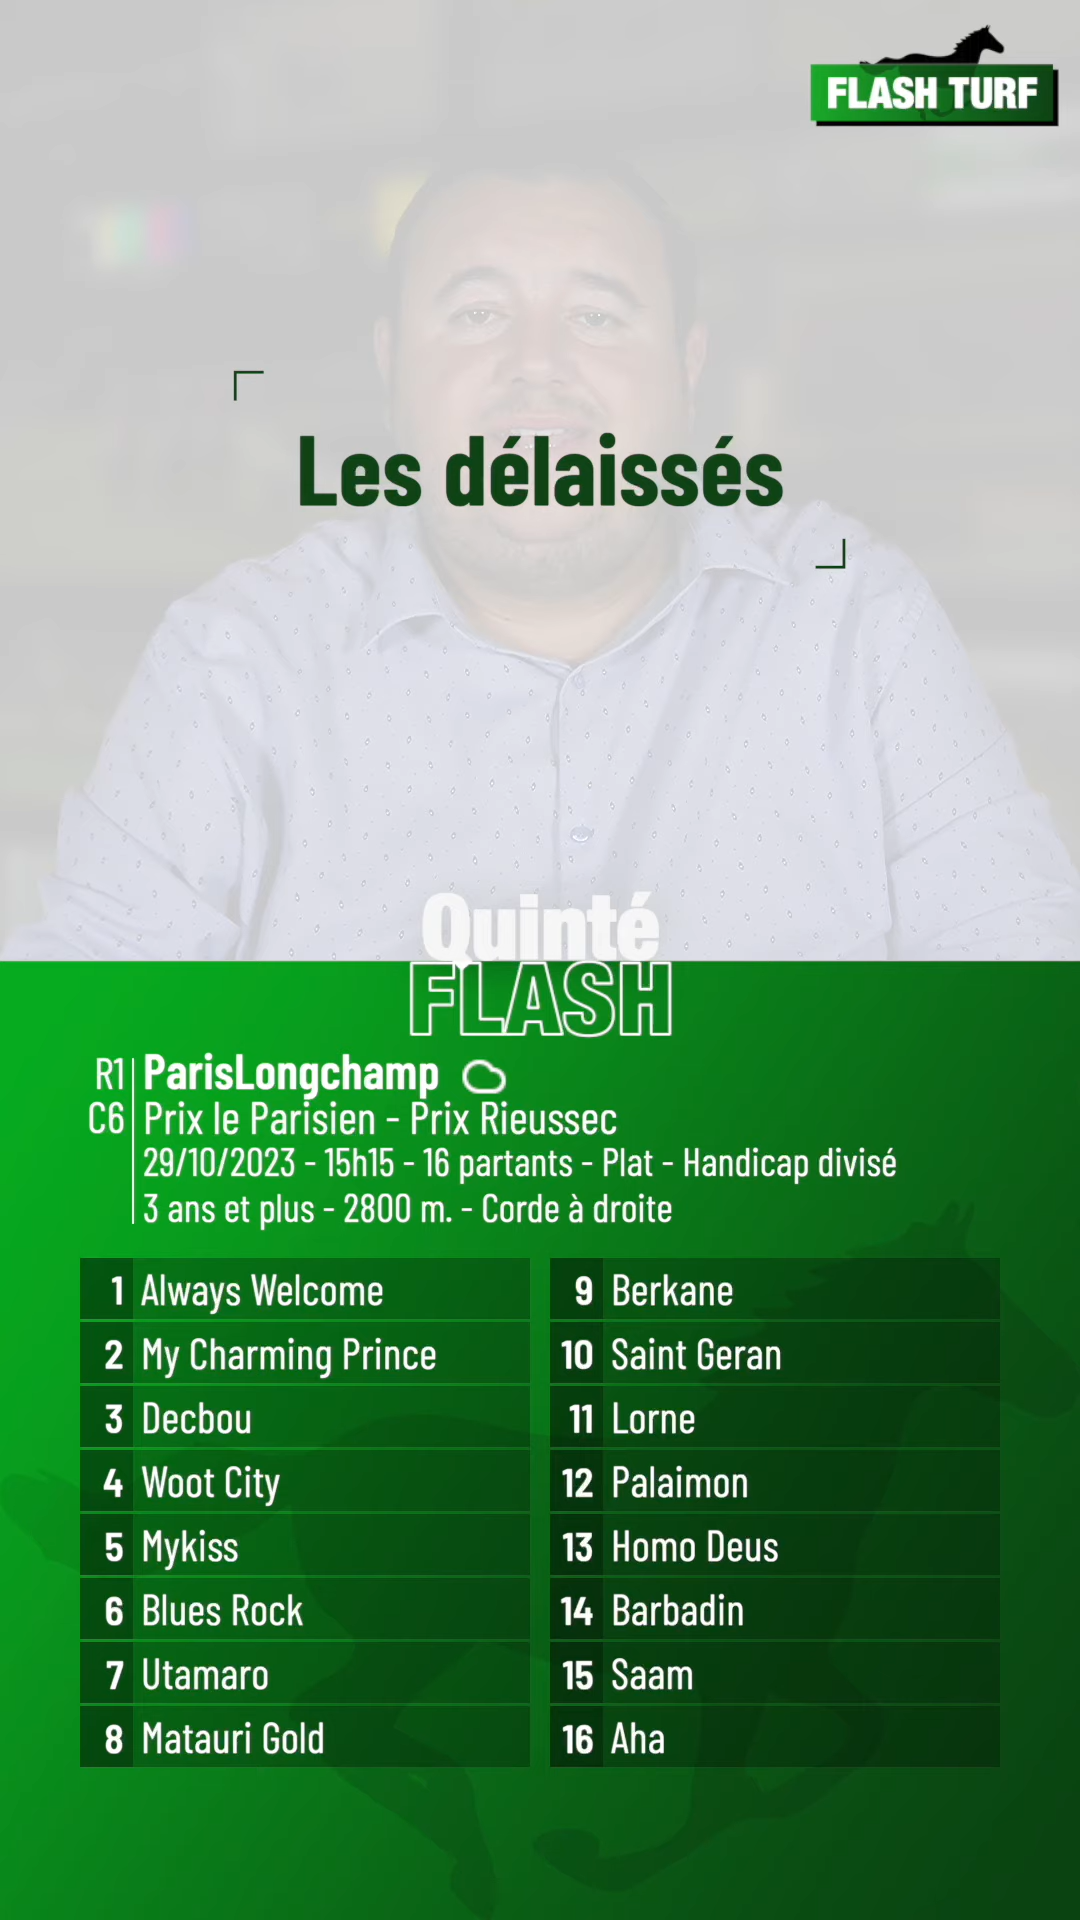 FLASH TURF
Les délaissés
Quinté
FLASH
R1 ParisLongchamp
C6 Prix le Parisien - Prix Rieussec
29/10/2023 - 15h15 - 16 partants - Plat - Handicap divisé
3 ans et plus - 2800 m. - Corde à droite
1 Always Welcome
2 My Charming Prince
3 Decbou
4 Woot City
5 Mykiss
6 Blues Rock
7 Utamaro
8 Matauri Gold
9 Berkane
10 Saint Geran
11 Lorne
12 Palaimon
13 Homo Deus
14 Barbadin
15 Saam
16 Aha